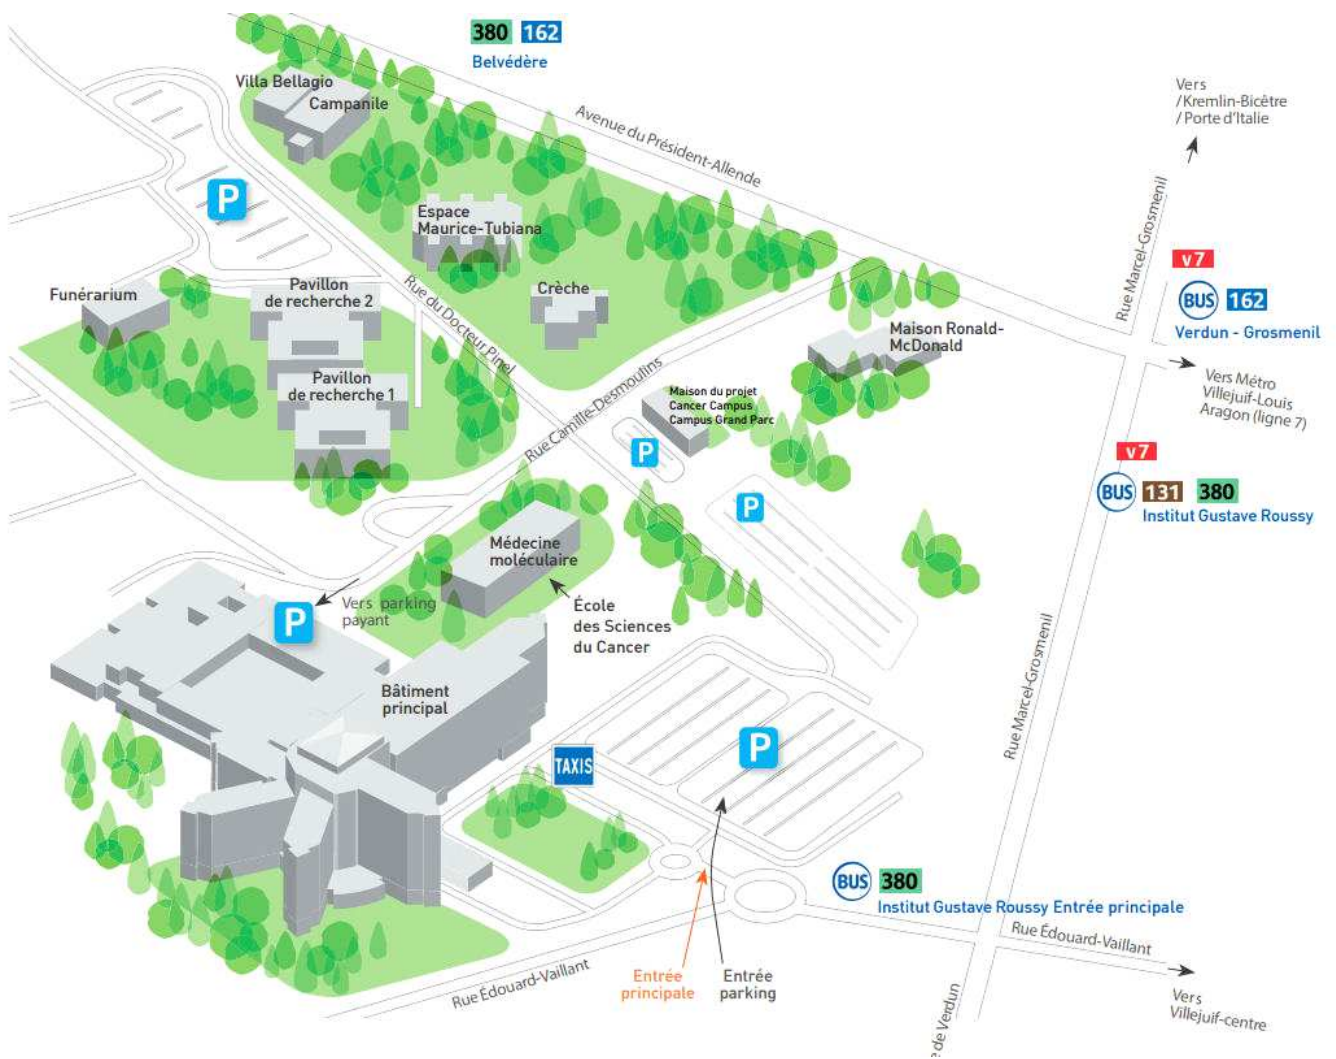 380 162
Belvédère
Vers
/Kremlin-Bicêtre
/Porte d'Italie
Villa Bellagio
Campanile
Avenue du Président-Allende
P
Espace
Maurice-Tubiana
Rue Marcel-Grosmenil
v7
BUS 162
Verdun - Grosmenil
Funérarium
Pavillon
de recherche 2
Rue du Docteur Pinel
Crèche
Maison Ronald-
McDonald
Vers Métro
Villejuif-Louis
Aragon (ligne 7)
Pavillon
de recherche 1
Rue Camille-Desmoulins
Maison du projet
Cancer Campus
Campus Grand Parc
P
P
v7
BUS 131 380
Institut Gustave Roussy
Médecine
moléculaire
P
Vers parking
payant
École
des Sciences
du Cancer
Bâtiment
principal
Rue Marcel-Grosmenil
TAXIS
P
BUS 380
Institut Gustave Roussy Entrée principale
Rue Édouard-Vaillant
Rue Édouard-Vaillant
Entrée
principale
Entrée
parking
Vers
Villejuif-centre
e de Verdun